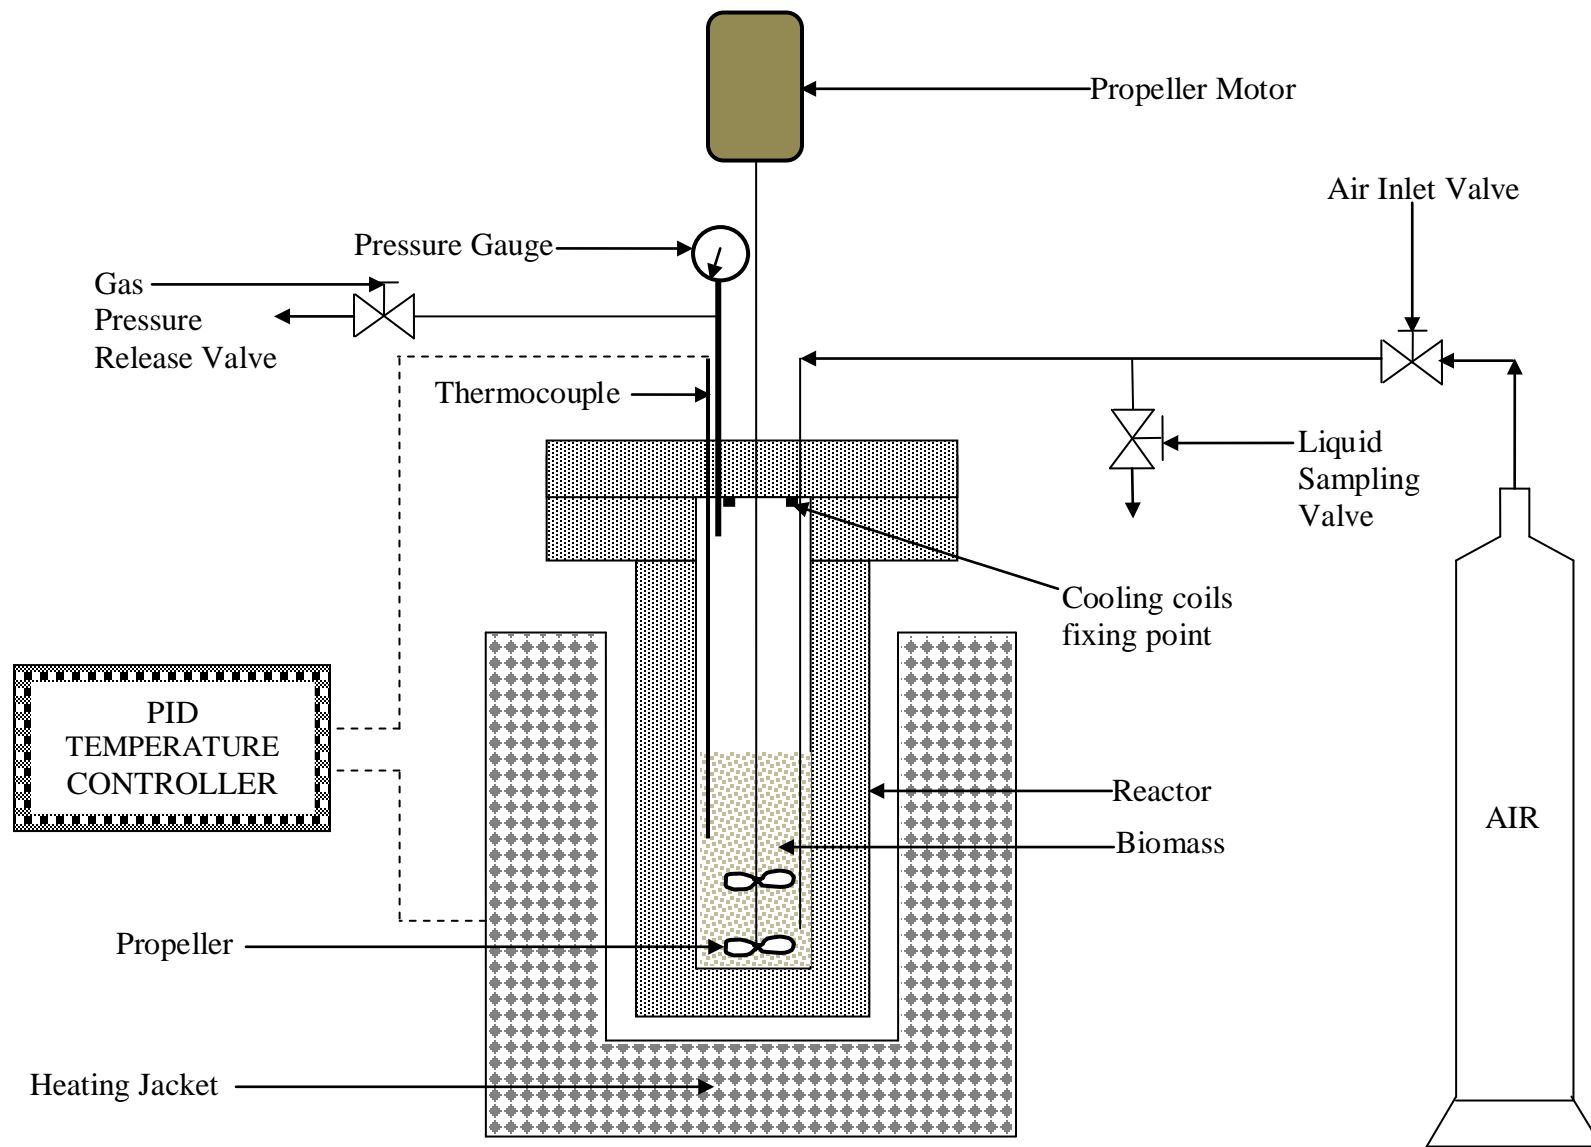 Propeller Motor
Air Inlet Valve
Pressure Gauge
Gas
Pressure
Release Valve
Thermocouple
Liquid
Sampling
Valve
Cooling coils
fixing point
PID
TEMPERATURE
CONTROLLER
Reactor
AIR
Biomass
Propeller
Heating Jacket